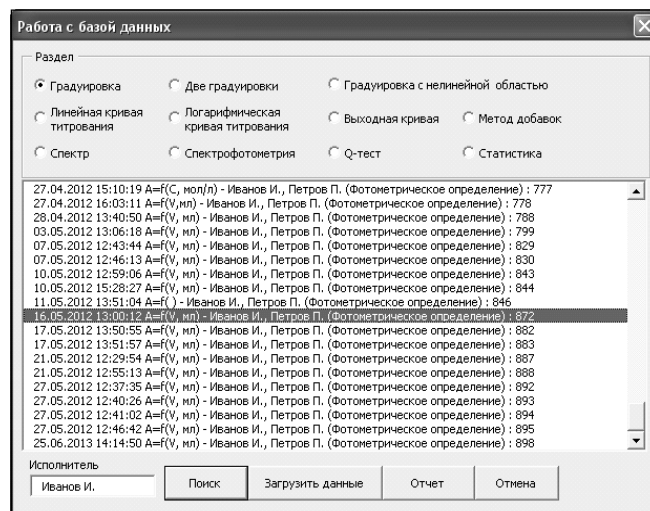 Работа с базой данных
Раздел
Градуировка Две градуировки Градуировка с нелинейной областью
Линейная кривая титрования Логарифмическая кривая титрования Выходная кривая Метод добавок
Спектр Спектрофотометрия Q-тест Статистика
27.04.2012 15:10:19 A=f(C, мол/л) - Иванов И., Петров П. (Фотометрическое определение) : 777
27.04.2012 16:03:11 A=f(V,мл) - Иванов И., Петров П. (Фотометрическое определение) : 778
28.04.2012 13:40:50 A=f(V, мл) - Иванов И., Петров П. (Фотометрическое определение) : 788
03.05.2012 13:06:18 A=f(V, мл) - Иванов И., Петров П. (Фотометрическое определение) : 799
07.05.2012 12:43:44 A=f(V, мл) - Иванов И., Петров П. (Фотометрическое определение) : 829
07.05.2012 12:46:13 A=f(V, мл) - Иванов И., Петров П. (Фотометрическое определение) : 830
10.05.2012 12:59:06 A=f(V, мл) - Иванов И., Петров П. (Фотометрическое определение) : 843
10.05.2012 15:28:27 A=f(V, мл) - Иванов И., Петров П. (Фотометрическое определение) : 844
11.05.2012 13:51:04 A=f( ) - Иванов И., Петров П. (Фотометрическое определение) : 846
16.05.2012 13:00:12 A=f(V, мл) - Иванов И., Петров П. (Фотометрическое определение) : 872
17.05.2012 13:50:55 A=f(V, мл) - Иванов И., Петров П. (Фотометрическое определение) : 882
17.05.2012 13:51:57 A=f(V, мл) - Иванов И., Петров П. (Фотометрическое определение) : 883
21.05.2012 12:29:54 A=f(V, мл) - Иванов И., Петров П. (Фотометрическое определение) : 887
21.05.2012 12:55:13 A=f(V, мл) - Иванов И., Петров П. (Фотометрическое определение) : 888
27.05.2012 12:37:35 A=f(V, мл) - Иванов И., Петров П. (Фотометрическое определение) : 892
27.05.2012 12:40:26 A=f(V, мл) - Иванов И., Петров П. (Фотометрическое определение) : 893
27.05.2012 12:41:02 A=f(V, мл) - Иванов И., Петров П. (Фотометрическое определение) : 894
27.05.2012 12:46:42 A=f(V, мл) - Иванов И., Петров П. (Фотометрическое определение) : 895
25.06.2013 14:14:50 A=f(V, мл) - Иванов И., Петров П. (Фотометрическое определение) : 898
Исполнитель
Иванов И. Поиск Загрузить данные Отчет Отмена